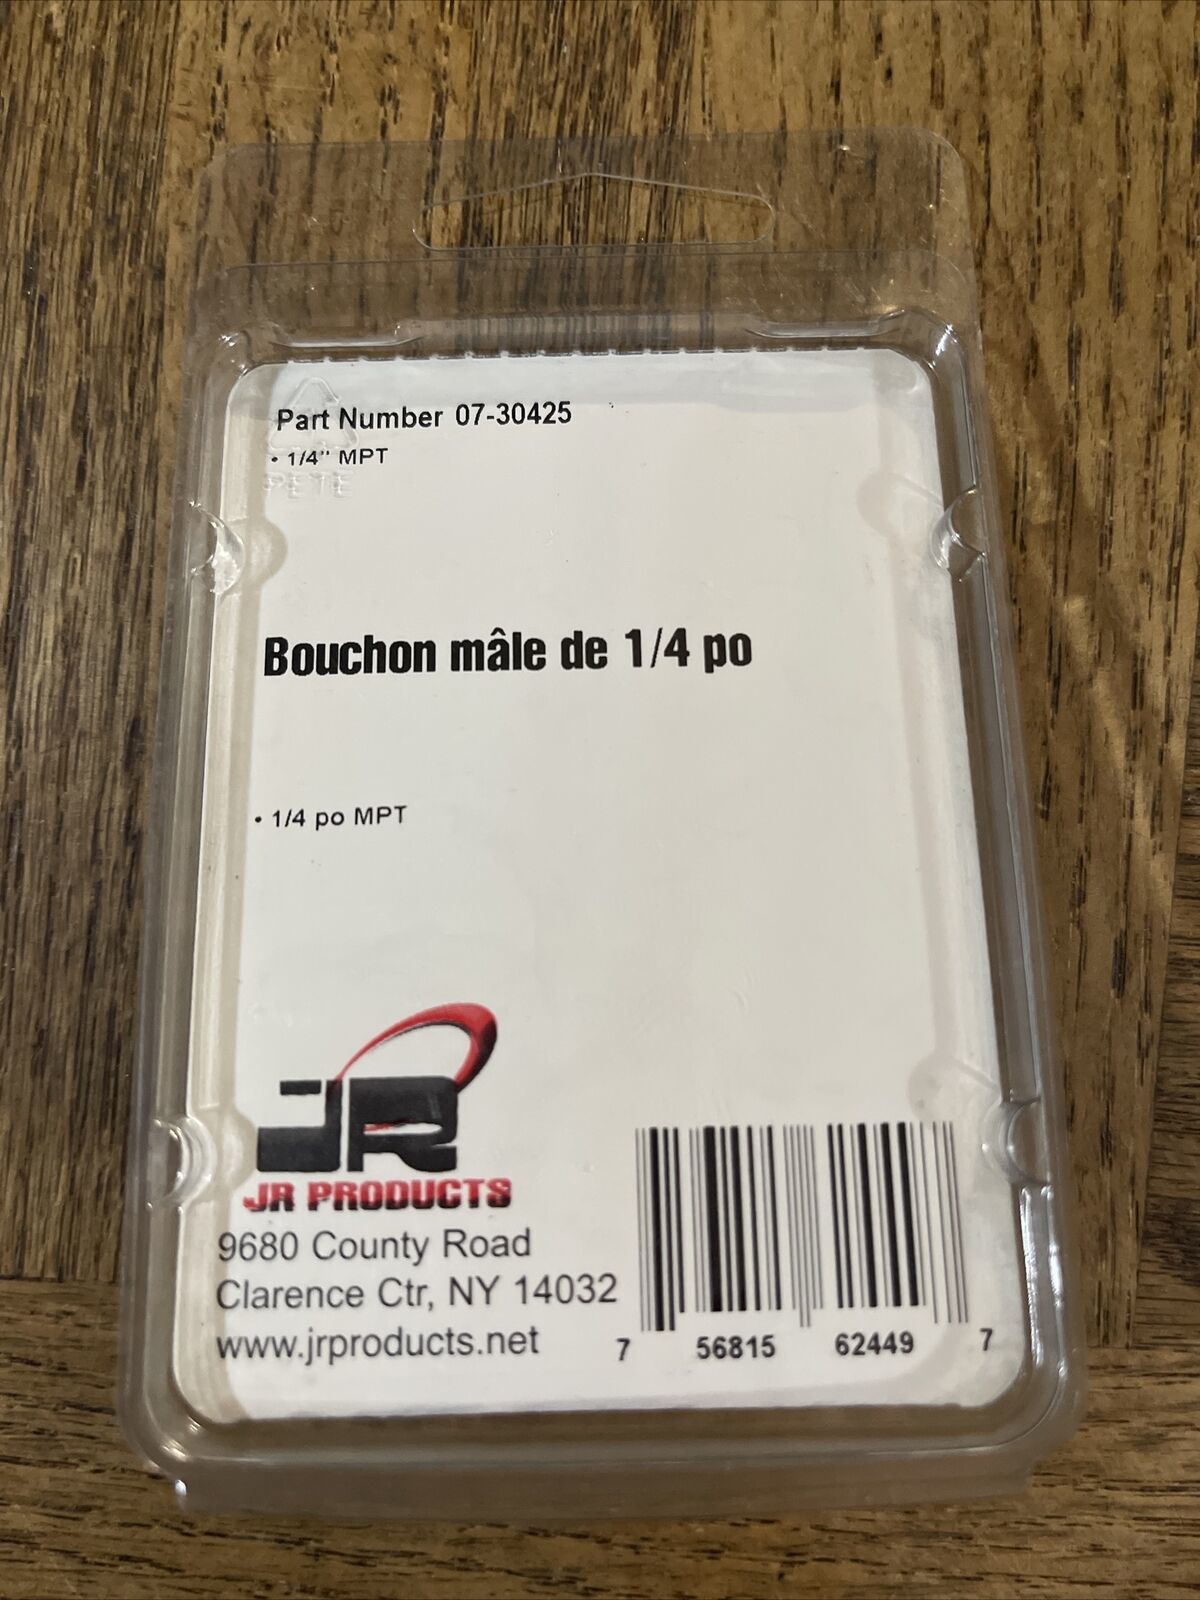 Part Number 07-30425
• 1/4" MPT
PETE
Bouchon mâle de 1/4 po
• 1/4 po MPT
JR
JR PRODUCTS
9680 County Road
Clarence Ctr, NY 14032
www.jrproducts.net
7 56815 62449 7